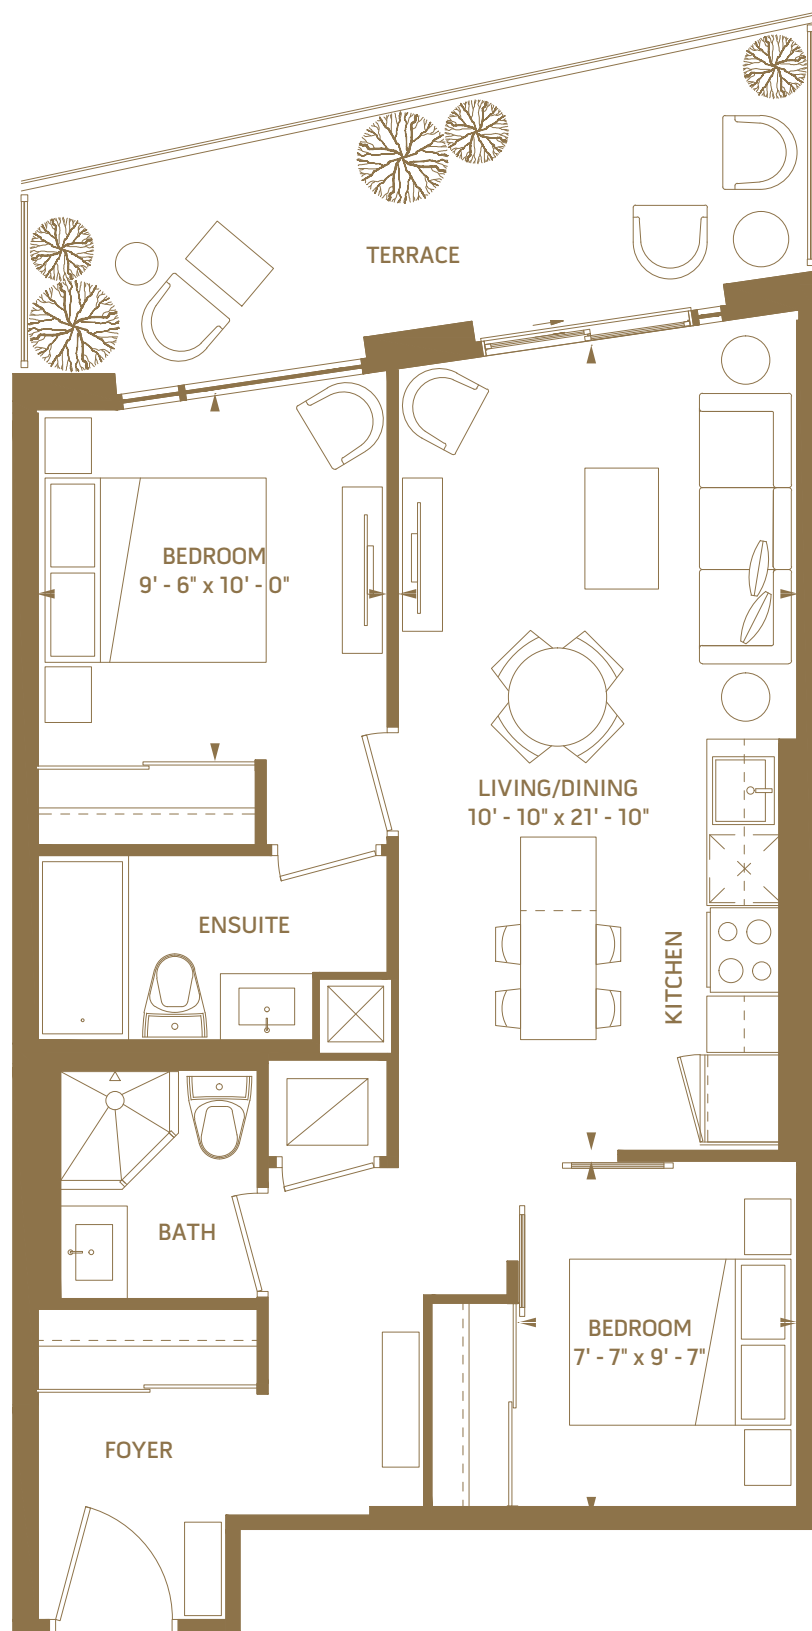 TERRACE
BEDROOM
9' - 6" x 10' - 0"
LIVING/DINING
10' - 10" x 21' - 10"
ENSUITE
KITCHEN
BATH
BEDROOM
7' - 7" x 9' - 7"
FOYER